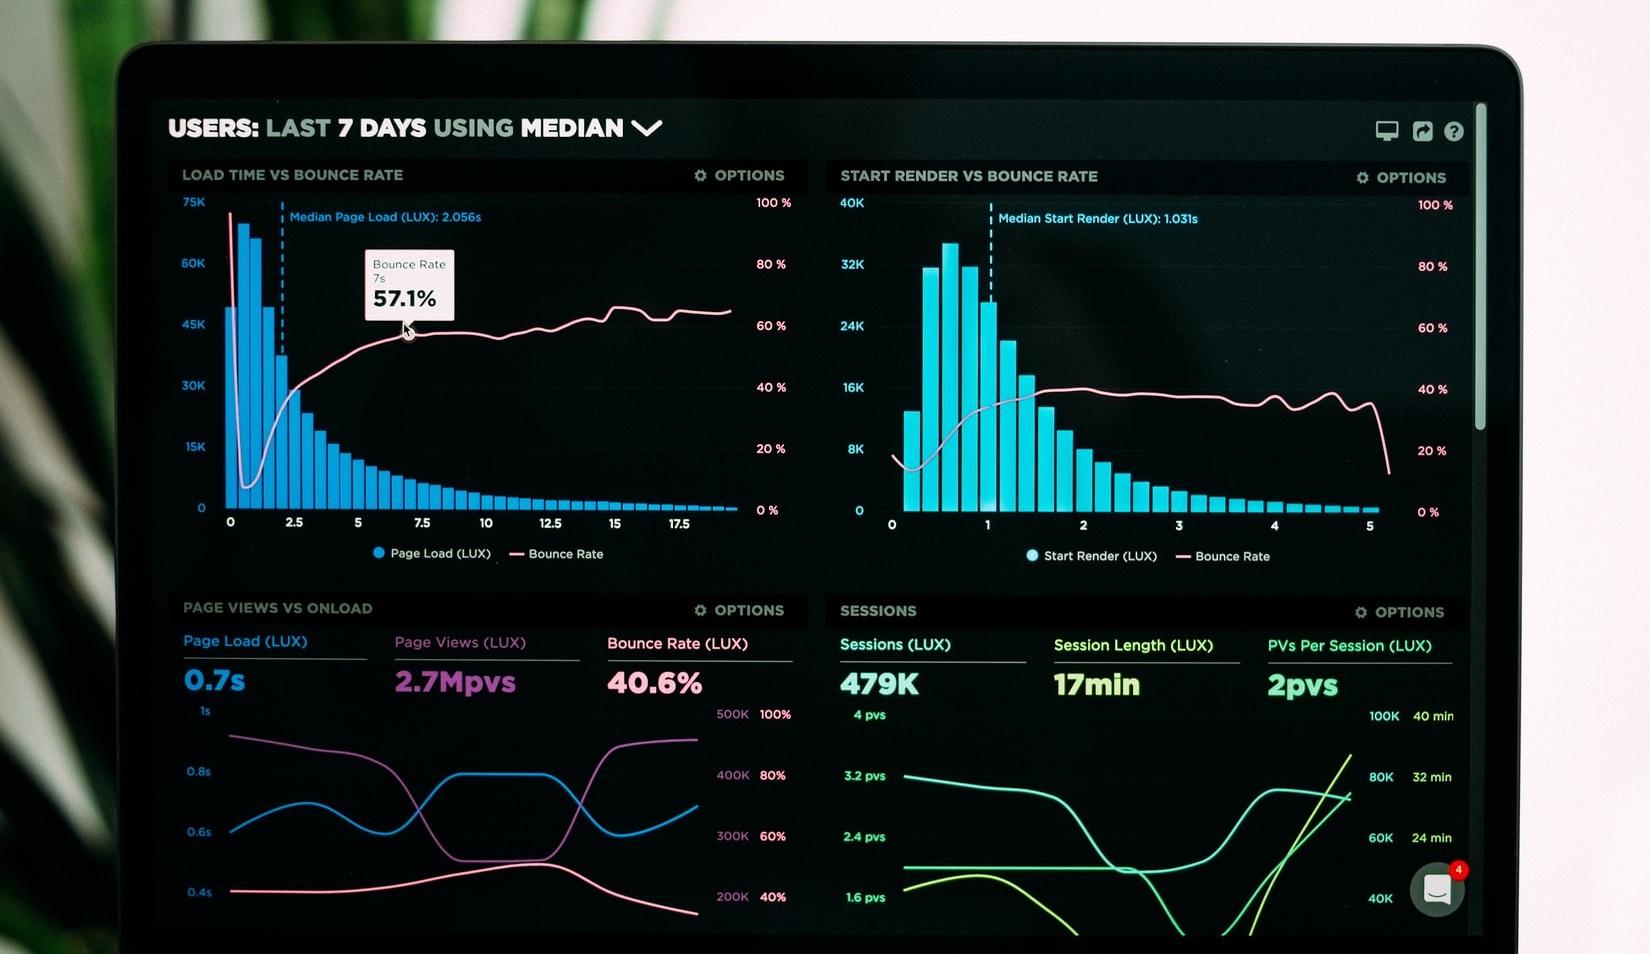 USERS: LAST 7 DAYS USING MEDIAN
LOAD TIME VS BOUNCE RATE
OPTIONS
75K
60K
45K
30K
15K
0
Median Page Load (LUX): 2.056s
Bounce Rate
7s
57.1%
100 %
80 %
60 %
40 %
20 %
0 %
0 2.5 5 7.5 10 12.5 15 17.5
Page Load (LUX) Bounce Rate
START RENDER VS BOUNCE RATE
OPTIONS
40K
32K
24K
16K
8K
0
Median Start Render (LUX): 1.031s
100 %
80 %
60 %
40 %
20 %
0 %
0 1 2 3 4 5
Start Render (LUX) Bounce Rate
PAGE VIEWS VS ONLOAD
OPTIONS
Page Load (LUX) Page Views (LUX) Bounce Rate (LUX)
0.7s 2.7Mpvs 40.6%
1s
0.8s
0.6s
0.4s
500K 100%
400K 80%
300K 60%
200K 40%
SESSIONS
OPTIONS
Sessions (LUX) Session Length (LUX) PVs Per Session (LUX)
479K 17min 2pvs
4 pvs
3.2 pvs
2.4 pvs
1.6 pvs
100K 40 min
80K 32 min
60K 24 min
40K
4